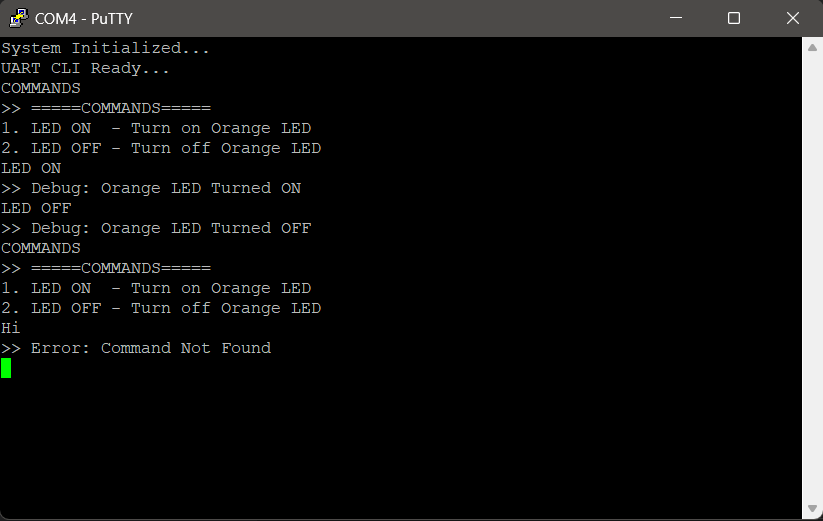 COM4 - PuTTY
System Initialized...
UART CLI Ready...
COMMANDS
>> =====COMMANDS=====
1. LED ON  - Turn on Orange LED
2. LED OFF - Turn off Orange LED
LED ON
>> Debug: Orange LED Turned ON
LED OFF
>> Debug: Orange LED Turned OFF
COMMANDS
>> =====COMMANDS=====
1. LED ON  - Turn on Orange LED
2. LED OFF - Turn off Orange LED
Hi
>> Error: Command Not Found